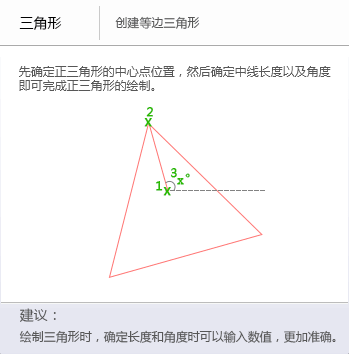 三角形 创建等边三角形
先确定正三角形的中心点位置，然后确定中线长度以及角度
即可完成正三角形的绘制。
2
X
3
x°
1
X
建议：
绘制三角形时，确定长度和角度时可以输入数值，更加准确。